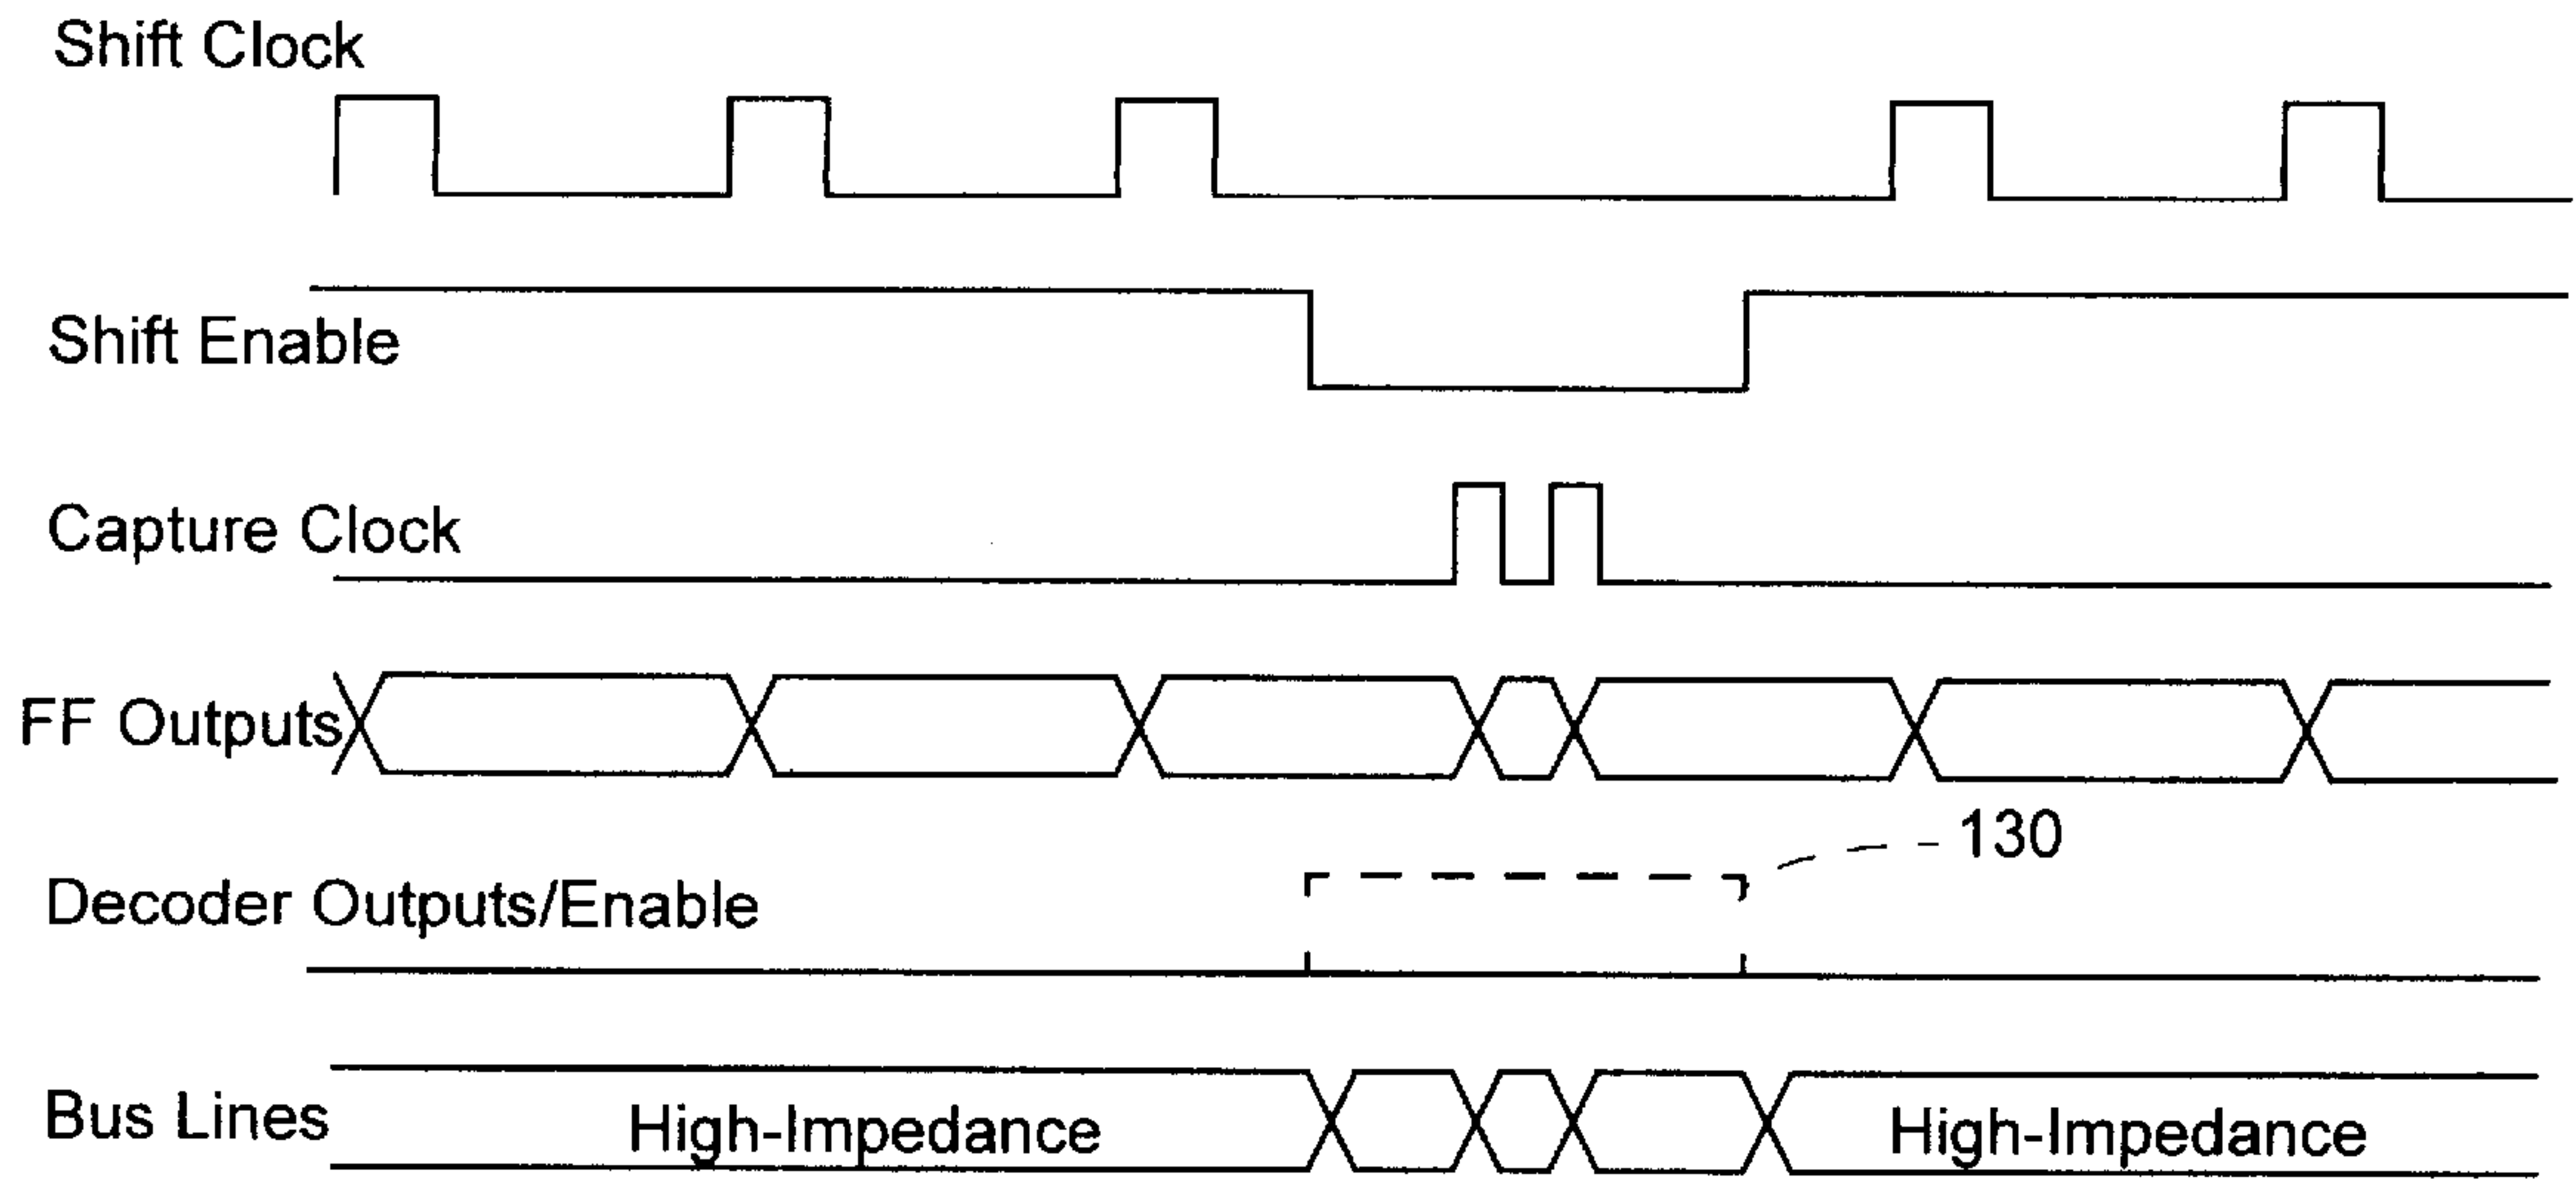 Shift Clock
Shift Enable
Capture Clock
FF Outputs
130
Decoder Outputs/Enable
Bus Lines
High-Impedance
High-Impedance